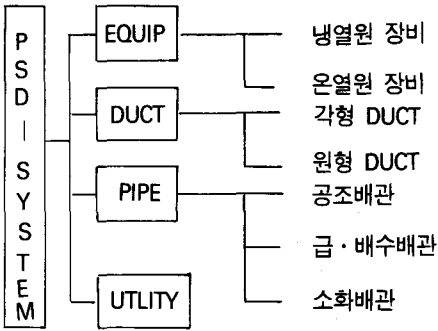 PSD-SYSTEM
EQUIP
냉열원 장비
온열원 장비
DUCT
각형 DUCT
원형 DUCT
PIPE
공조배관
급·배수배관
소화배관
UTLITY